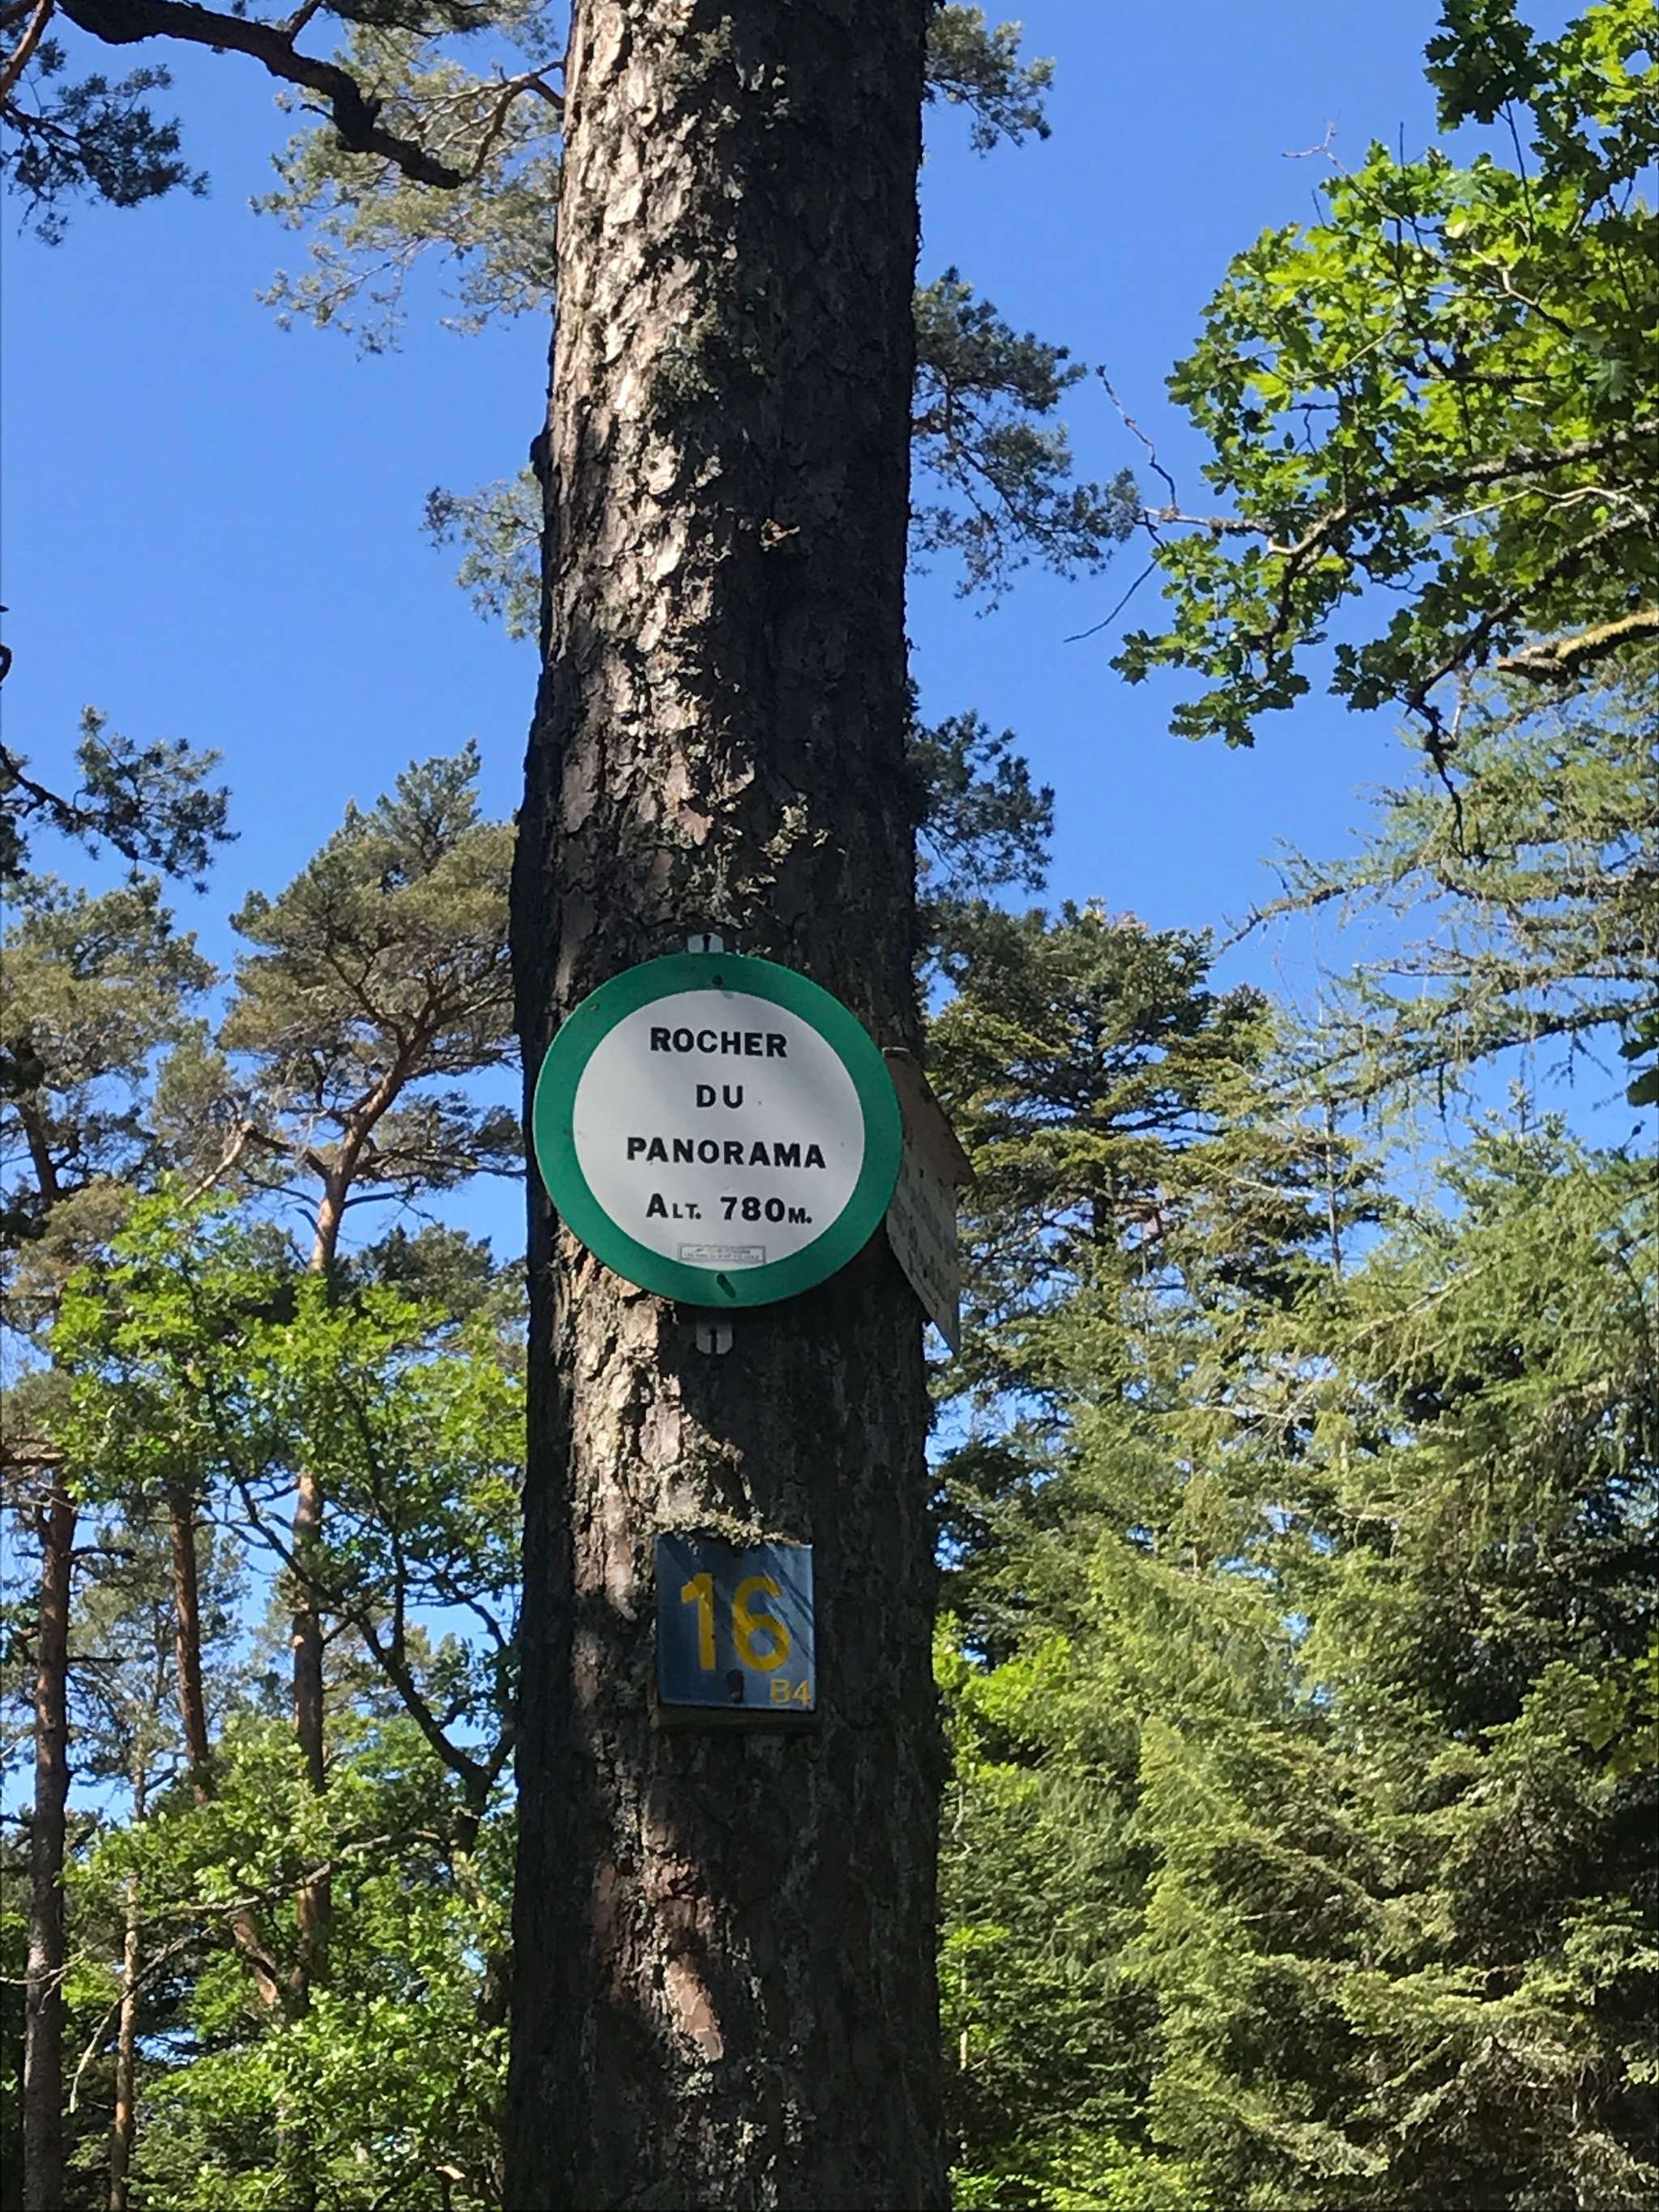 ROCHER
DU
PANORAMA
ALT. 780M.
16
B4